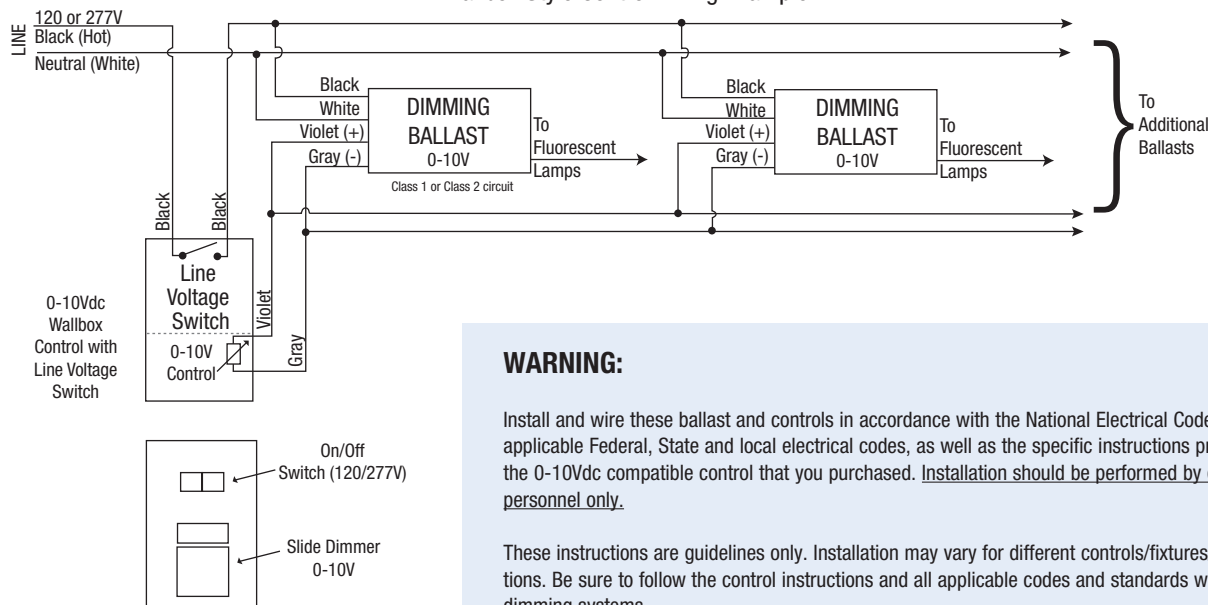 120 or 277V
LINE
Black (Hot)
Neutral (White)
Black
White
Violet (+)
Gray (-)
DIMMING
BALLAST
0-10V
Class 1 or Class 2 circuit
To
Fluorescent
Lamps
Black
White
Violet (+)
Gray (-)
DIMMING
BALLAST
0-10V
To
Fluorescent
Lamps
To
Additional
Ballasts
Black
Black
Line
Voltage
Switch
0-10V
Control
Violet
Gray
0-10Vdc
Wallbox
Control with
Line Voltage
Switch
On/Off
Switch (120/277V)
Slide Dimmer
0-10V
WARNING:
Install and wire these ballast and controls in accordance with the National Electrical Code
applicable Federal, State and local electrical codes, as well as the specific instructions
the 0-10Vdc compatible control that you purchased. Installation should be performed by
personnel only.
These instructions are guidelines only. Installation may vary for different controls/fixtures
tions. Be sure to follow the control instructions and all applicable codes and standards
dimming systems.